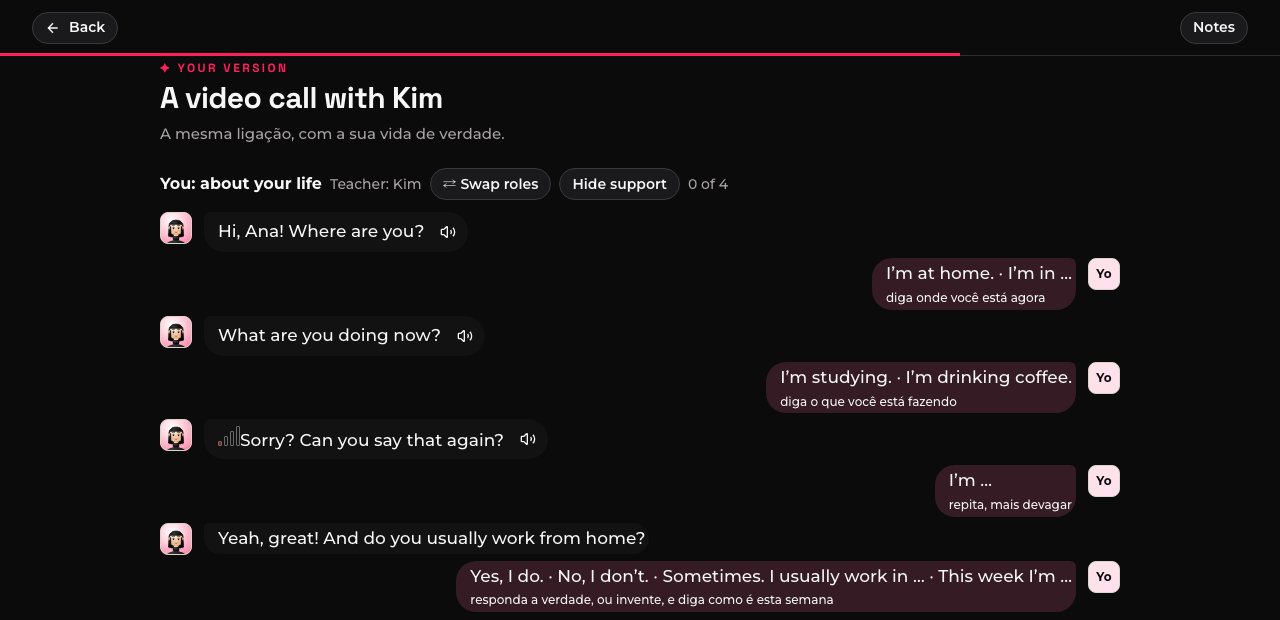 Back
Notes
YOUR VERSION
A video call with Kim
A mesma ligação, com a sua vida de verdade.
You: about your life Teacher: Kim Swap roles Hide support 0 of 4
Hi, Ana! Where are you?
I’m at home. · I’m in ...
Yo
diga onde você está agora
What are you doing now?
I’m studying. · I’m drinking coffee.
Yo
diga o que você está fazendo
Sorry? Can you say that again?
I’m ...
Yo
repita, mais devagar
Yeah, great! And do you usually work from home?
Yes, I do. · No, I don’t. · Sometimes. I usually work in ... · This week I’m ...
Yo
responda a verdade, ou invente, e diga como é esta semana